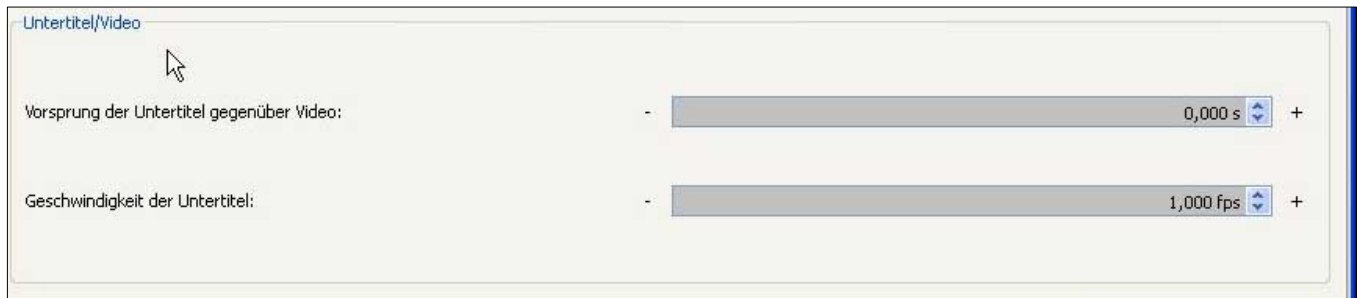 Untertitel/Video
Vorsprung der Untertitel gegenüber Video: - 0,000 s +
Geschwindigkeit der Untertitel: - 1,000 fps +